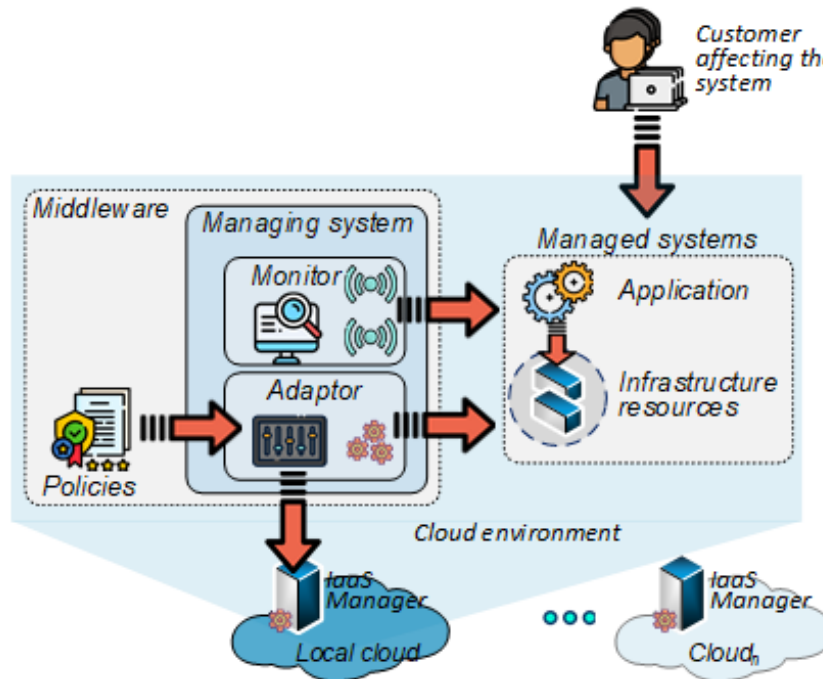 Customer
affecting the
system
Middleware
Managing system
Managed systems
Monitor
Application
Adaptor
Infrastructure
resources
Policies
Cloud environment
IaaS
Manager
Local cloud
IaaS
Manager
Cloudn